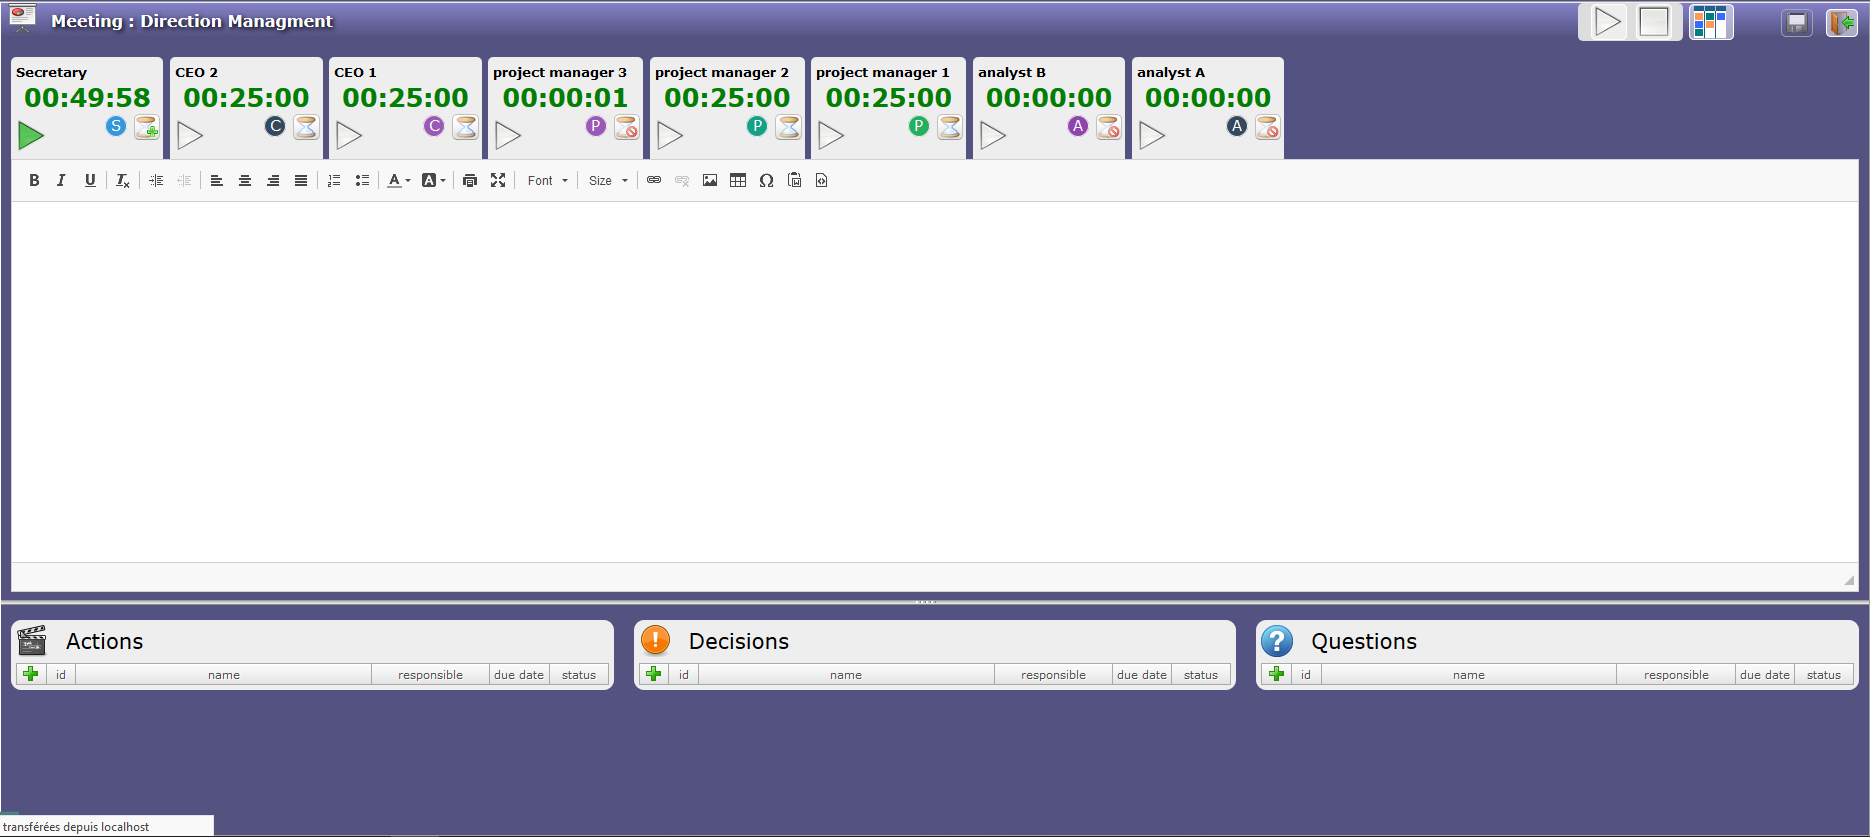 Meeting : Direction Managment
Secretary
00:49:58
S
CEO 2
00:25:00
C
CEO 1
00:25:00
C
project manager 3
00:00:01
P
project manager 2
00:25:00
P
project manager 1
00:25:00
P
analyst B
00:00:00
A
analyst A
00:00:00
A
B I U Tx A A Font Size Ω
Actions
id name responsible due date status
Decisions
id name responsible due date status
Questions
id name responsible due date status
transférées depuis localhost